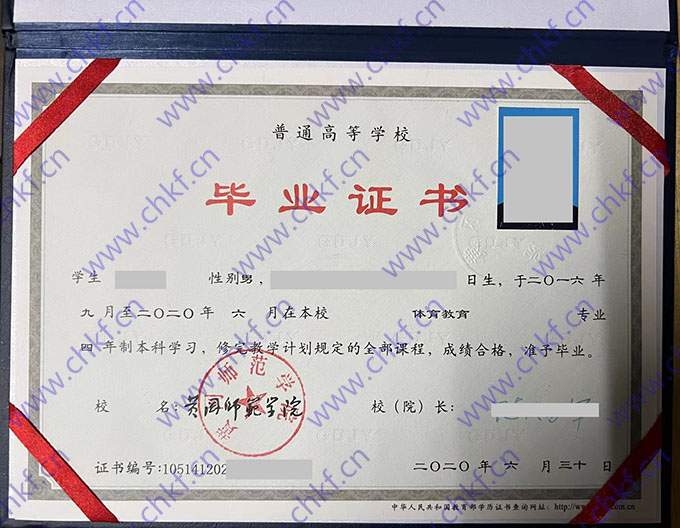 普通高等学校
毕业证书
学生 性别男, 日生,于二〇一六年
九月至二〇二〇年 六 月在本校 体育教育 专业
四 年制本科学习,修完教学计划规定的全部课程,成绩合格,准予毕业。
校 名:黄冈师范学院 校(院)长:
证书编号:105141202 二〇二〇年 六 月三十日
中华人民共和国教育部学历证书查询网址:http://www. .com.cn
www.chkf.cn